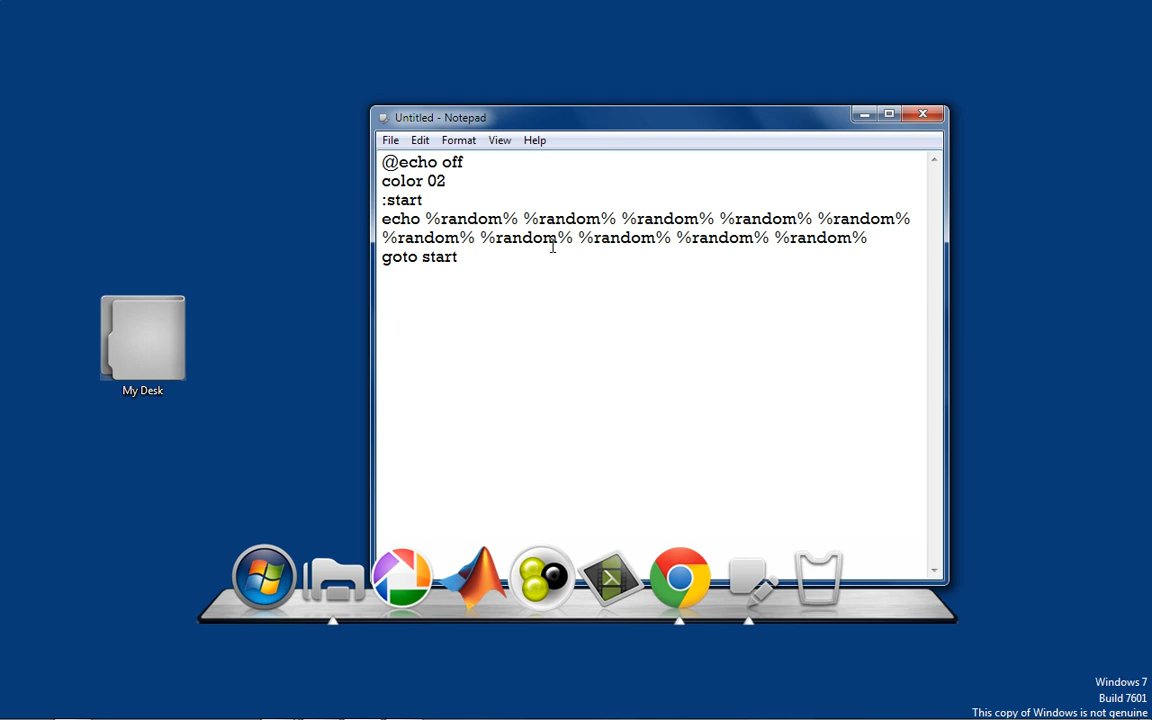 Untitled - Notepad
File Edit Format View Help
@echo off
color 02
:start
echo %random% %random% %random% %random% %random%
%random% %random% %random% %random% %random%
goto start
My Desk
Windows 7
Build 7601
This copy of Windows is not genuine